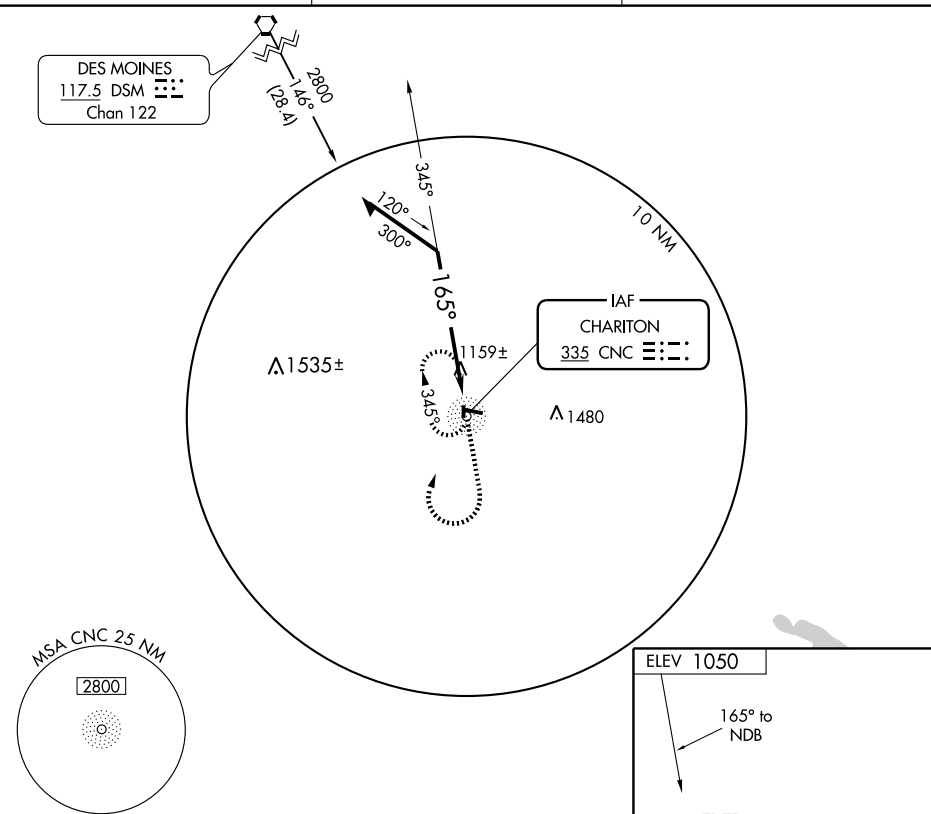 DES MOINES
117.5 DSM
Chan 122
2800
146°
(28.4)
345°
120°
300°
10 NM
165°
IAF
CHARITON
335 CNC
1159±
1535±
345°
1480
MSA CNC 25 NM
2800
ELEV 1050
165° to
NDB